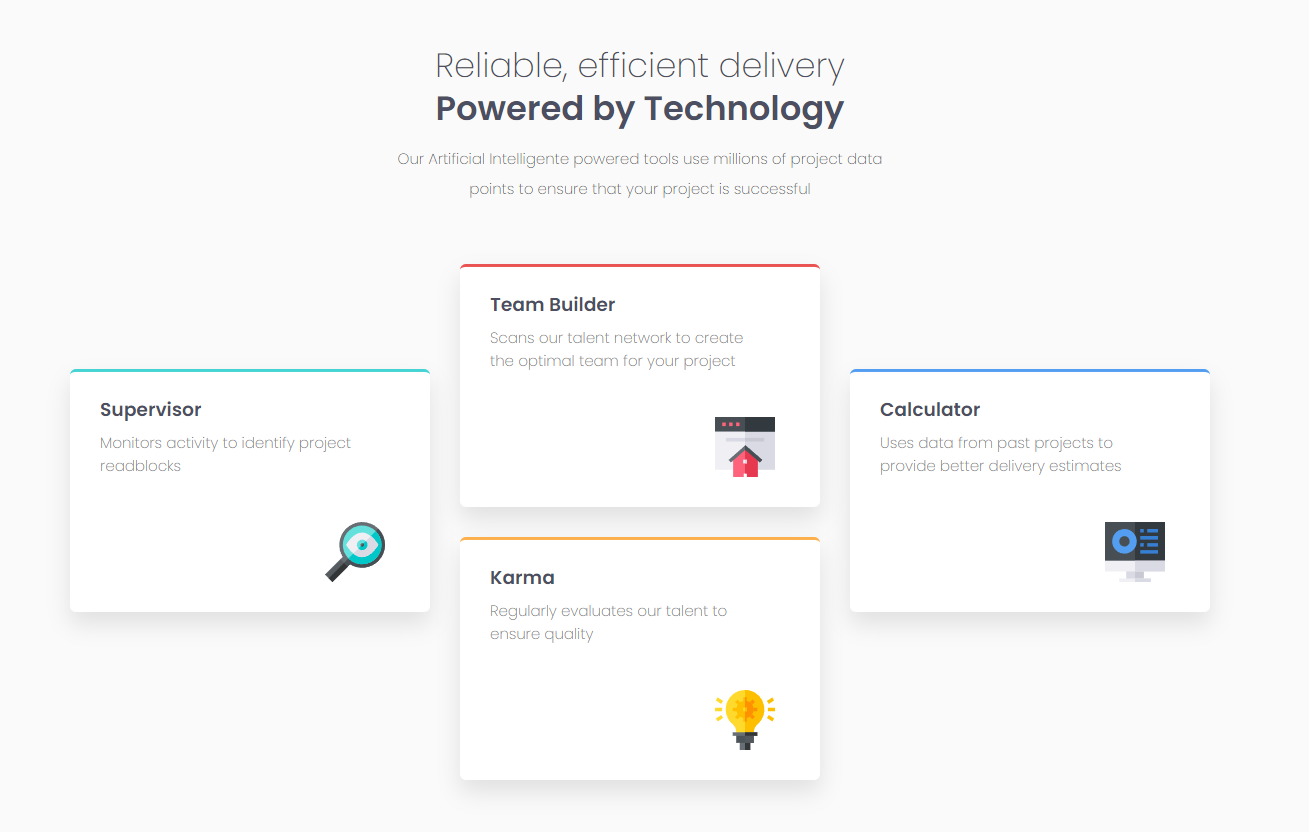 Reliable, efficient delivery
Powered by Technology
Our Artificial Intelligente powered tools use millions of project data
points to ensure that your project is successful
Supervisor
Monitors activity to identify project
readblocks
Team Builder
Scans our talent network to create
the optimal team for your project
Karma
Regularly evaluates our talent to
ensure quality
Calculator
Uses data from past projects to
provide better delivery estimates